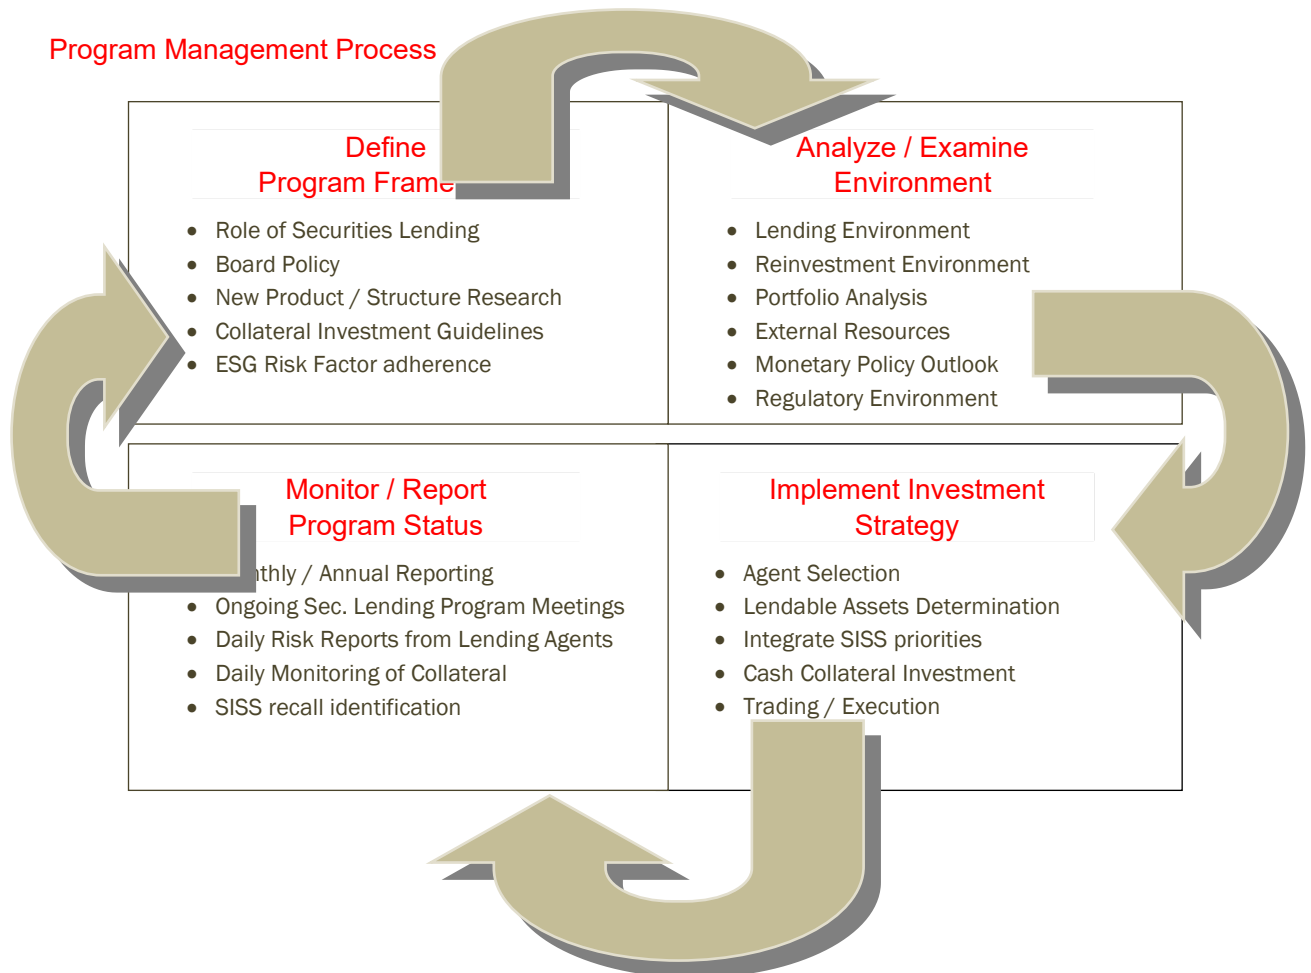 Program Management Process
Define
Program Frame
Analyze / Examine
Environment
• Role of Securities Lending
• Board Policy
• New Product / Structure Research
• Collateral Investment Guidelines
• ESG Risk Factor adherence
• Lending Environment
• Reinvestment Environment
• Portfolio Analysis
• External Resources
• Monetary Policy Outlook
• Regulatory Environment
Monitor / Report
Program Status
Implement Investment
Strategy
nthly / Annual Reporting
• Ongoing Sec. Lending Program Meetings
• Daily Risk Reports from Lending Agents
• Daily Monitoring of Collateral
• SISS recall identification
• Agent Selection
• Lendable Assets Determination
• Integrate SISS priorities
• Cash Collateral Investment
• Trading / Execution